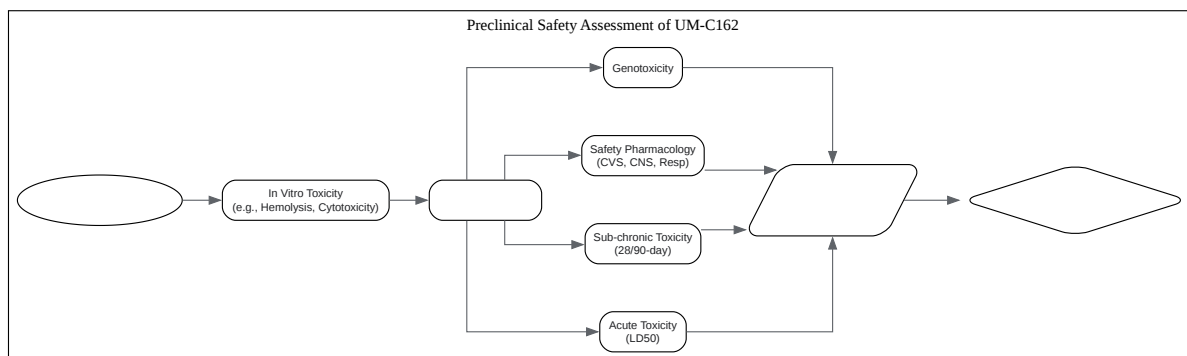 Preclinical Safety Assessment of UM-C162
Genotoxicity
Safety Pharmacology
(CVS, CNS, Resp)
In Vitro Toxicity
(e.g., Hemolysis, Cytotoxicity)
Sub-chronic Toxicity
(28/90-day)
Acute Toxicity
(LD50)